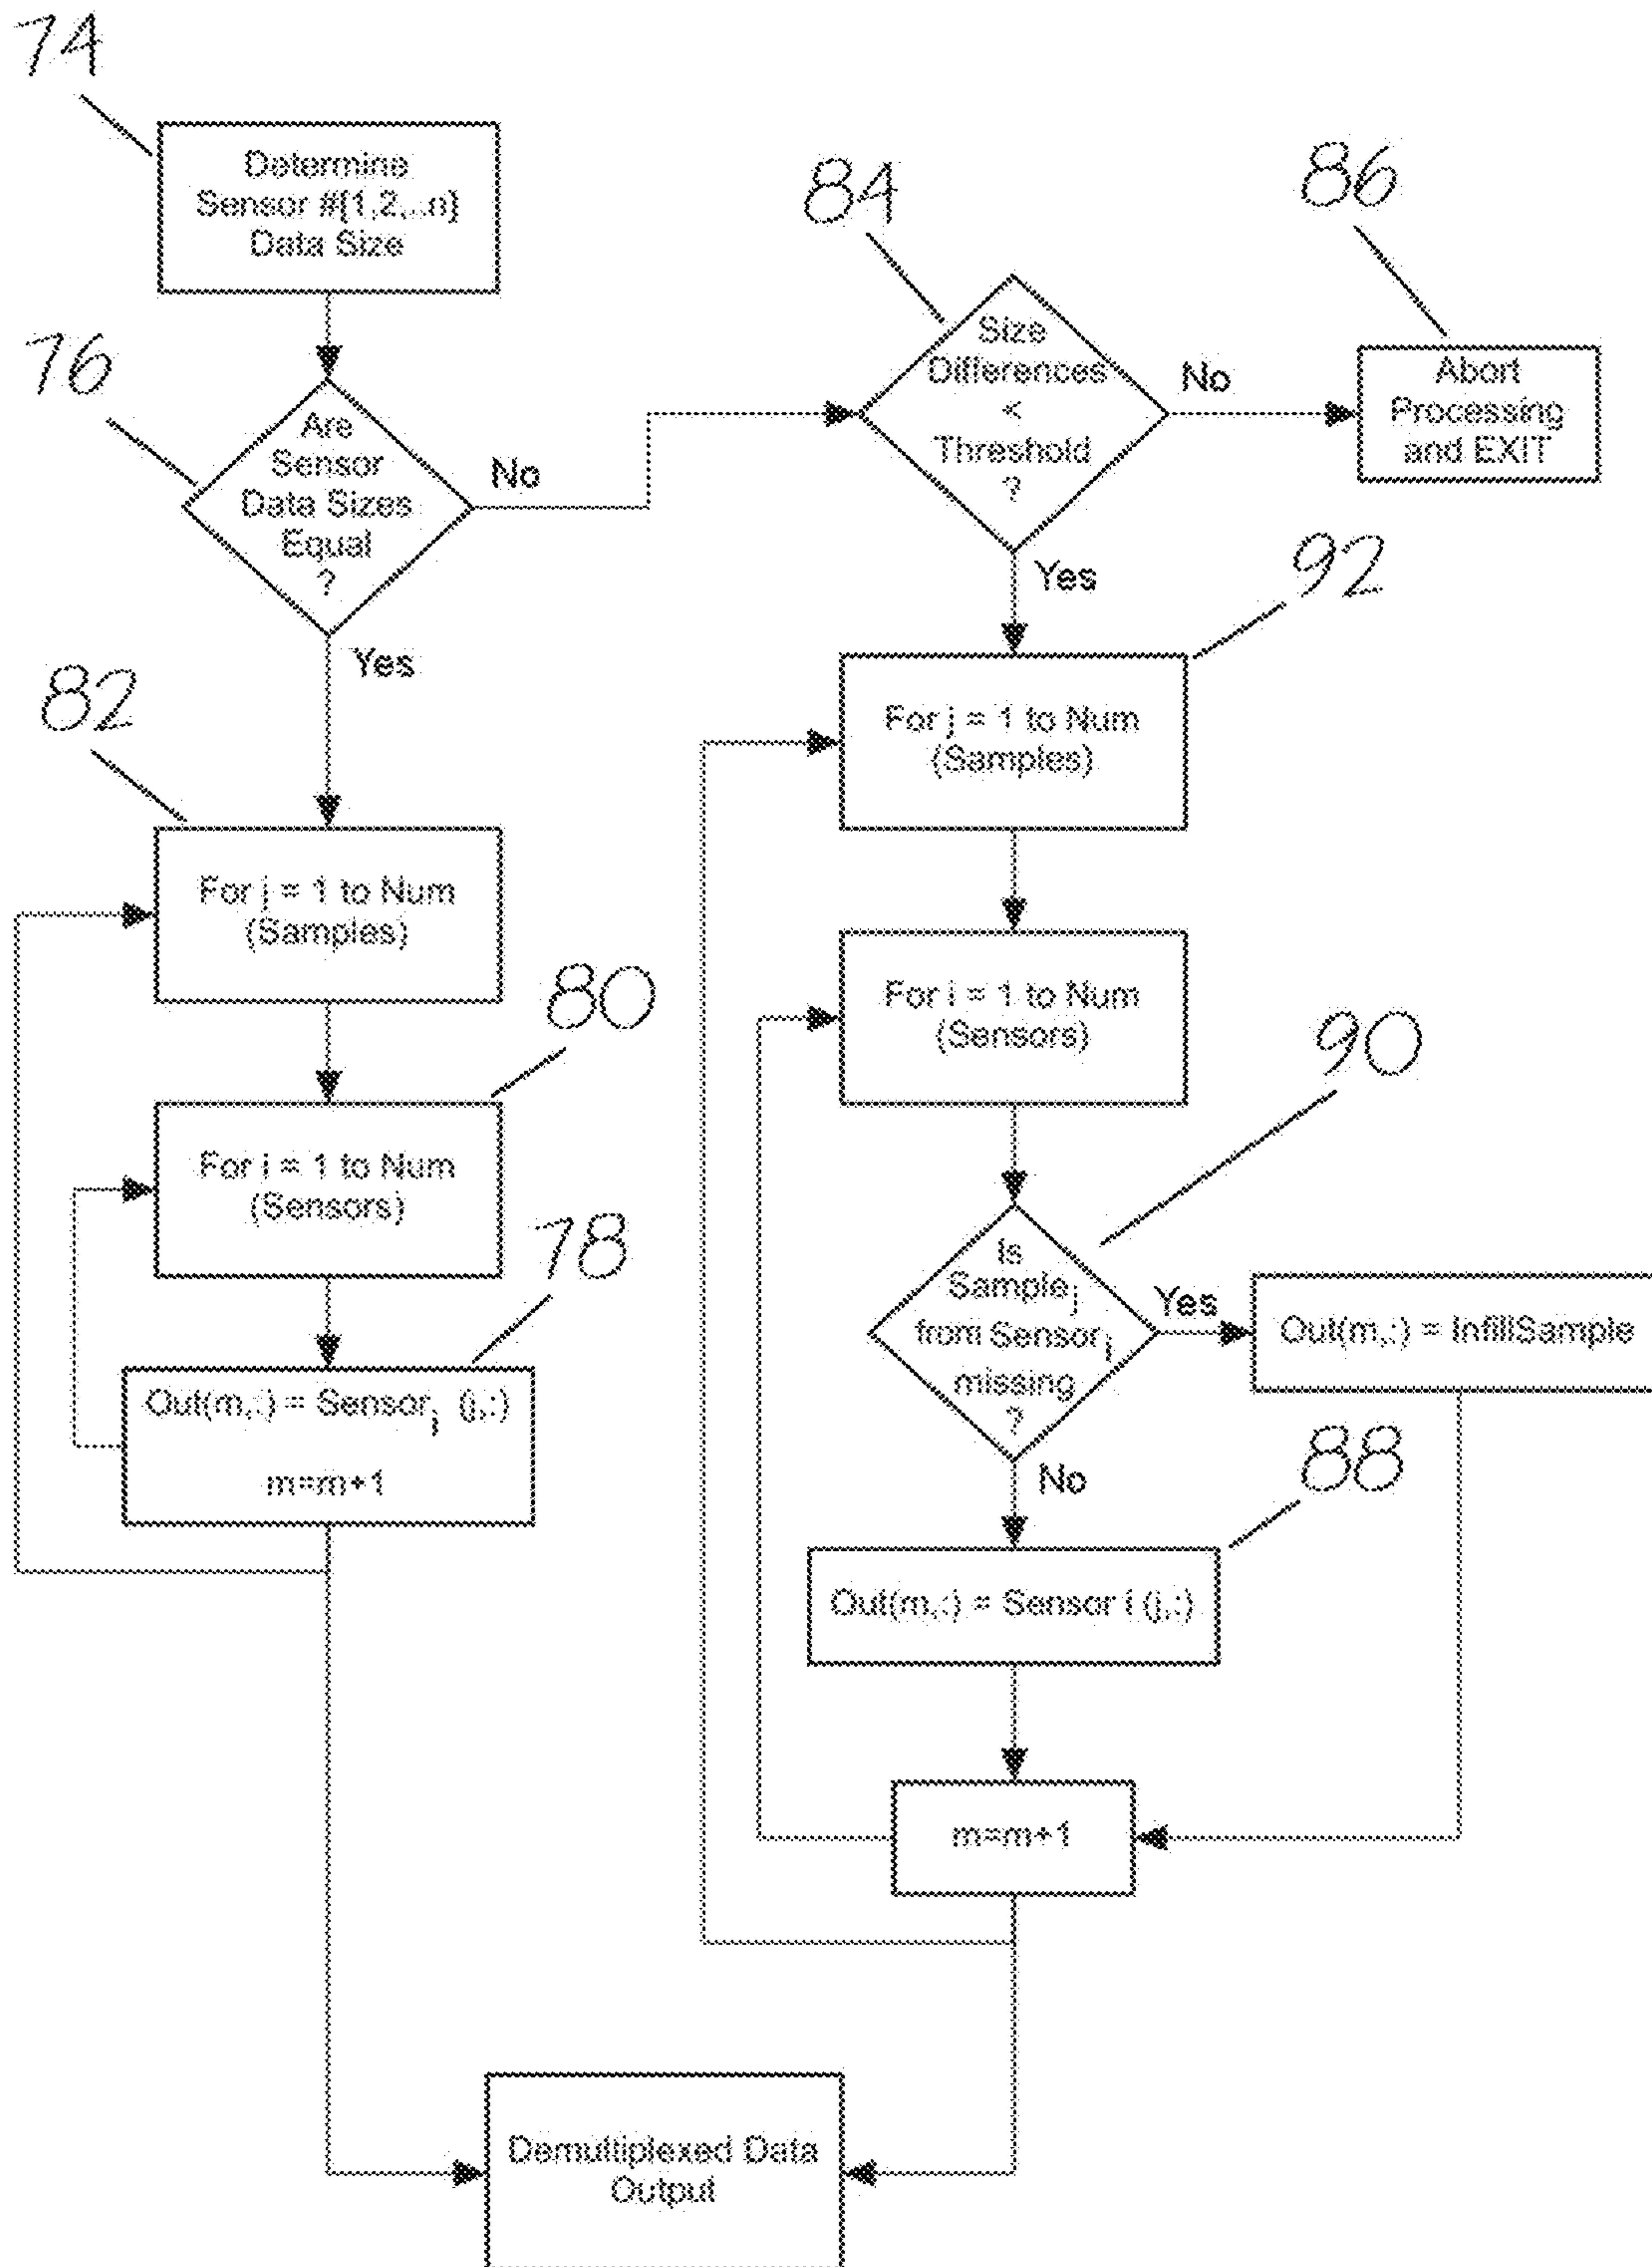 74
Determine
Sensor #[1,2,..n]
Data Size
76
Are
Sensor
Data Sizes
Equal
?
No
Yes
84
Size
Differences
<
Threshold
?
No
Yes
86
Abort
Processing
and EXIT
82
For j = 1 to Num
(Samples)
80
For i = 1 to Num
(Sensors)
78
Out(m,:) = Sensor i (j,:)
m=m+1
92
For j = 1 to Num
(Samples)
For i = 1 to Num
(Sensors)
90
Is
Sample j
from Sensor i
missing
?
Yes
No
Out(m,:) = InfillSample
88
Out(m,:) = Sensor i (j,:)
m=m+1
Demultiplexed Data
Output